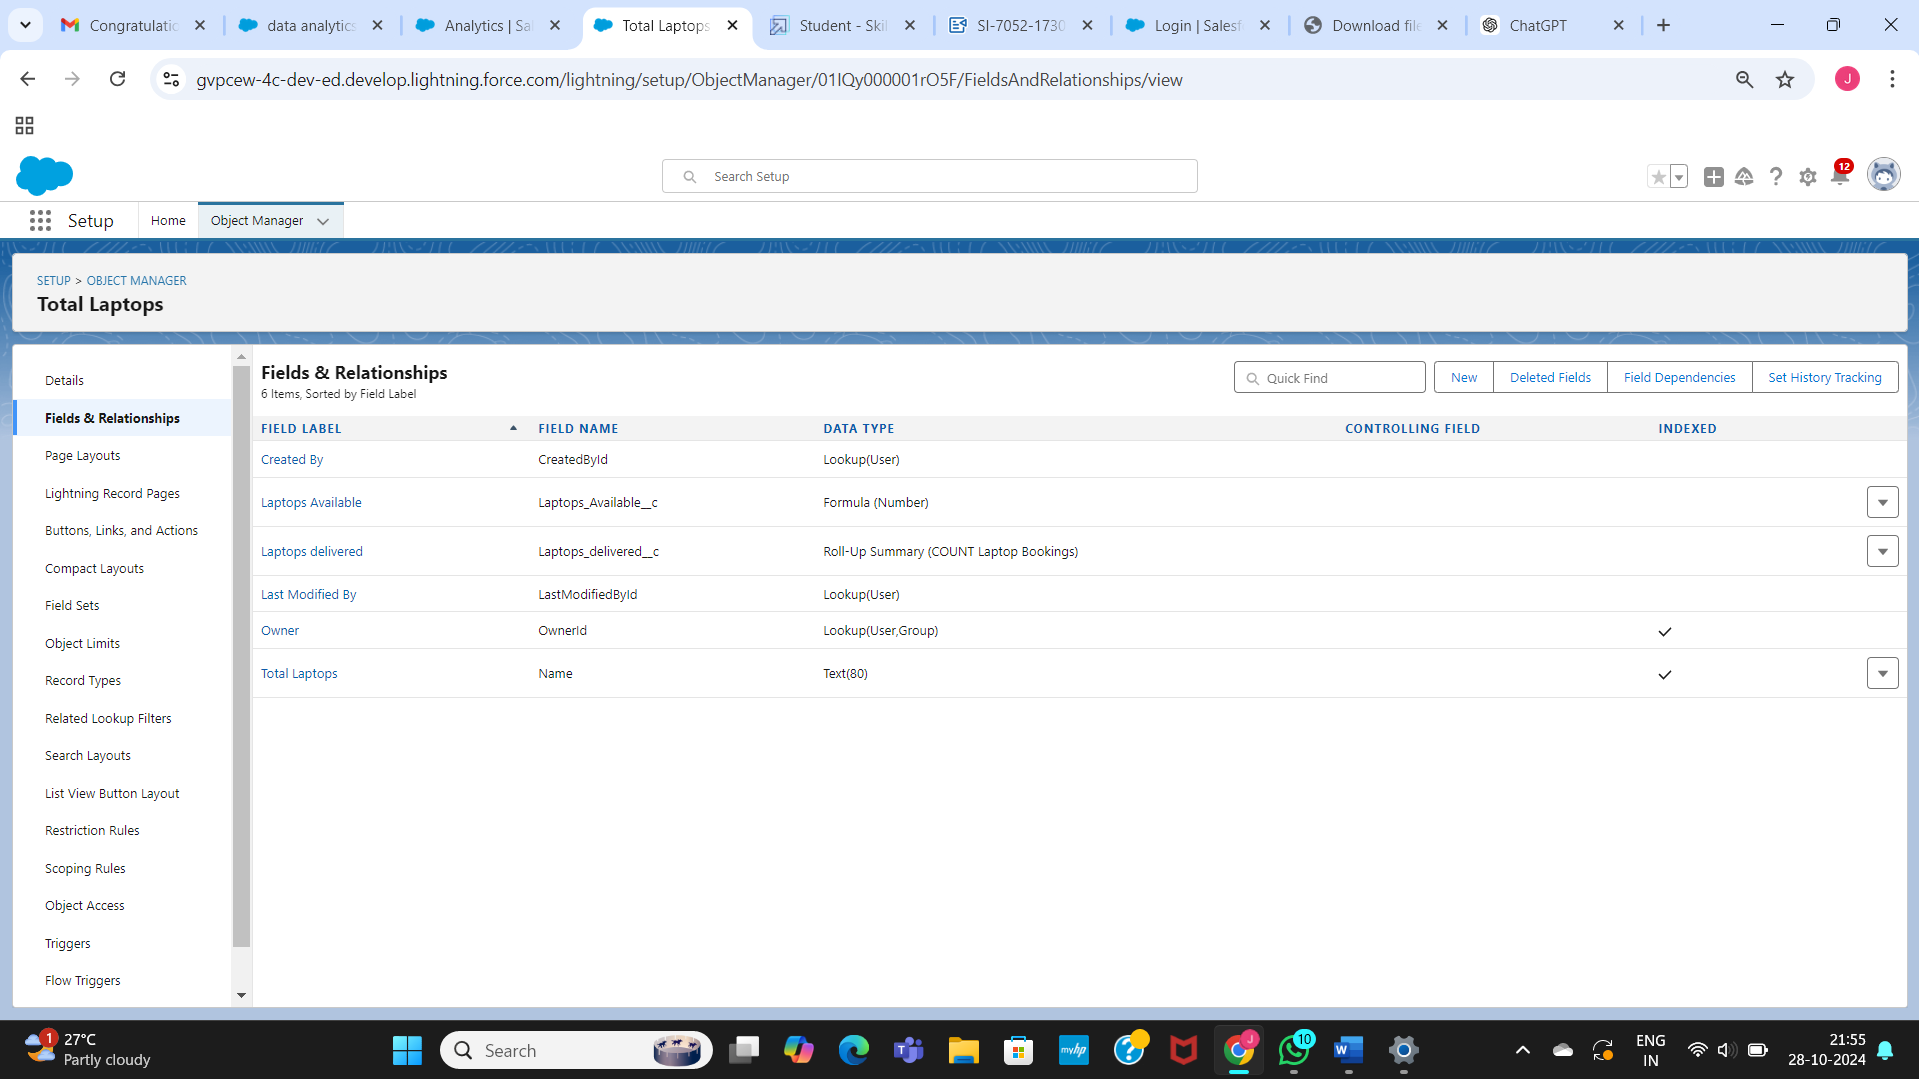 Congratulatic
data analytics
Analytics | Sal
Total Laptops
Student - Skil
SI-7052-1730
Login | Salesf
Download file
ChatGPT
gvpcew-4c-dev-ed.develop.lightning.force.com/lightning/setup/ObjectManager/01IQy000001rO5F/FieldsAndRelationships/view
J
Search Setup
12
Setup
Home
Object Manager
SETUP > OBJECT MANAGER
Total Laptops
Details
Fields & Relationships
Page Layouts
Lightning Record Pages
Buttons, Links, and Actions
Compact Layouts
Field Sets
Object Limits
Record Types
Related Lookup Filters
Search Layouts
List View Button Layout
Restriction Rules
Scoping Rules
Object Access
Triggers
Flow Triggers
Fields & Relationships
6 Items, Sorted by Field Label
Quick Find
New
Deleted Fields
Field Dependencies
Set History Tracking
FIELD LABEL FIELD NAME DATA TYPE CONTROLLING FIELD INDEXED
Created By CreatedById Lookup(User)
Laptops Available Laptops_Available__c Formula (Number)
Laptops delivered Laptops_delivered__c Roll-Up Summary (COUNT Laptop Bookings)
Last Modified By LastModifiedById Lookup(User)
Owner OwnerId Lookup(User,Group)
Total Laptops Name Text(80)
1
27°C
Partly cloudy
Search
myhp
J
10
W
ENG
IN
21:55
28-10-2024